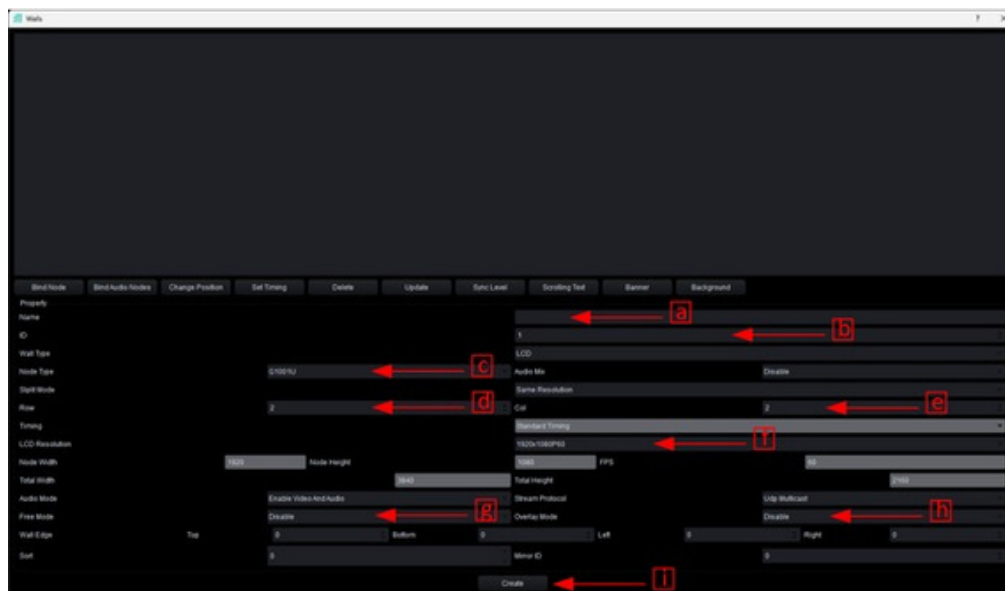 Walls ?
Bind Node Bind Audio Nodes Change Position Set Timing Delete Update Sync Level Scrolling Text Banner Background
Property
Name a
ID 1 b
Wall Type LCD
Node Type G1001U c Audio Mix Disable
Split Mode Same Resolution
Row 2 d Col 2 e
Timing Standard Timing
LCD Resolution 1920x1080P60 f
Node Width 1920 Node Height 1080 FPS 60
Total Width 3840 Total Height 2160
Audio Mode Enable Video And Audio Stream Protocol Udp Multicast
Free Mode Disable g Overlay Mode Disable h
Wall Edge Top 0 Bottom 0 Left 0 Right 0
Sort 0 Mirror ID 0
Create i